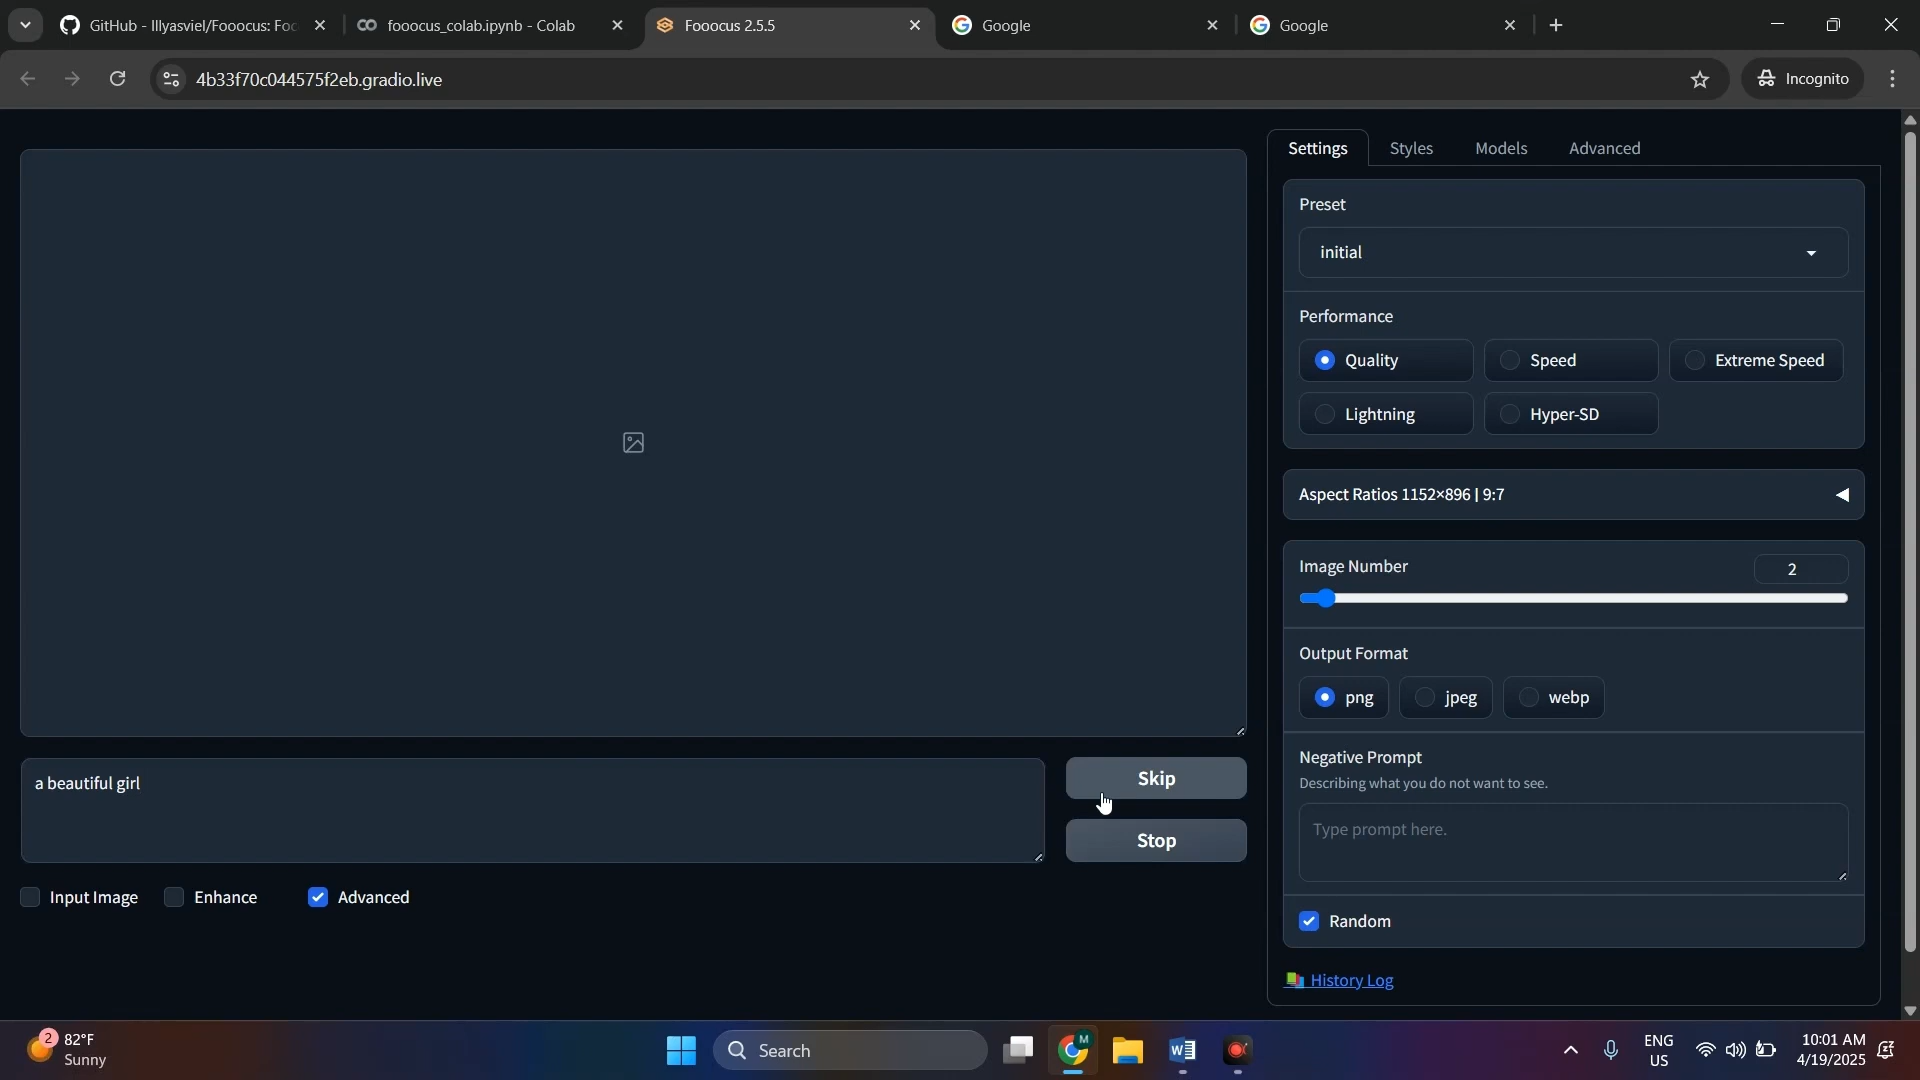 GitHub - lllyasviel/Fooocus: Foc
fooocus_colab.ipynb - Colab
Fooocus 2.5.5
Google
Google
4b33f70c044575f2eb.gradio.live
Incognito
Settings
Styles
Models
Advanced
Preset
initial
Performance
Quality
Speed
Extreme Speed
Lightning
Hyper-SD
Aspect Ratios 1152×896 | 9:7
Image Number
2
Output Format
png
jpeg
webp
Negative Prompt
Describing what you do not want to see.
Type prompt here.
Random
History Log
a beautiful girl
Skip
Stop
Input Image
Enhance
Advanced
2
82°F
Sunny
Search
M
ENG
US
10:01 AM
4/19/2025